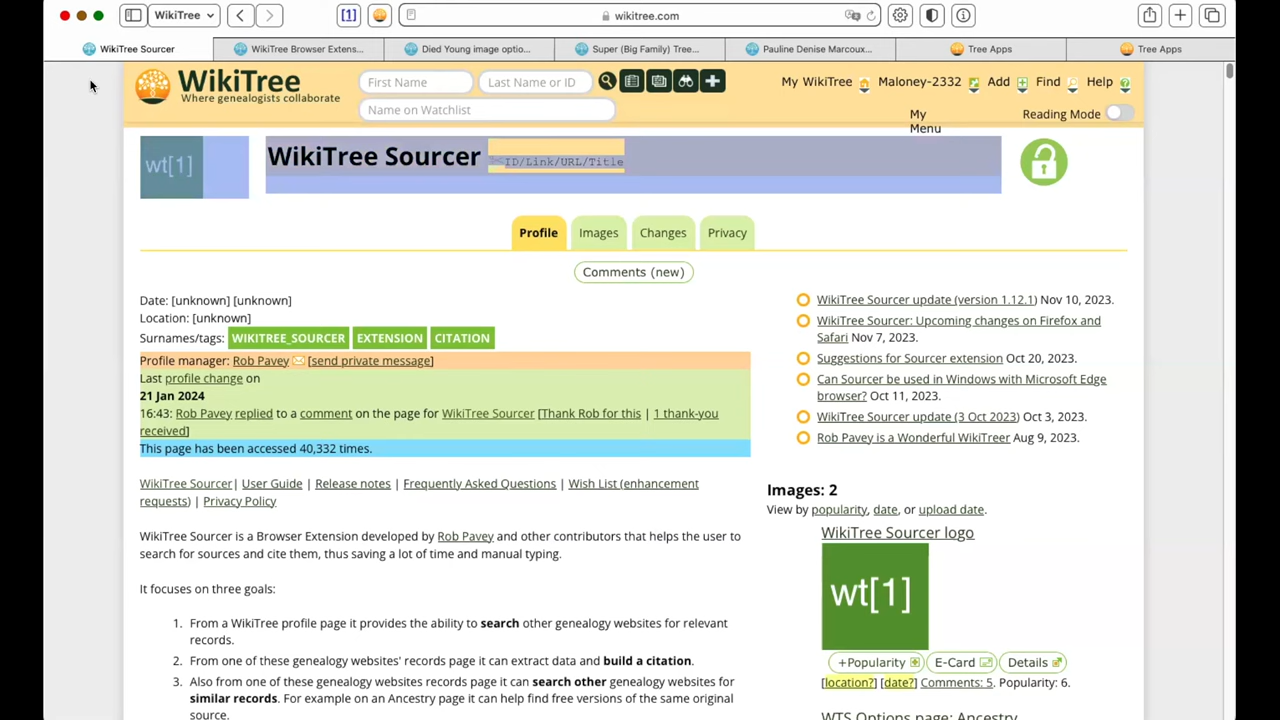 WikiTree
[1]
wikitree.com
WikiTree Sourcer
WikiTree Browser Extens...
Died Young image optio...
Super (Big Family) Tree...
Pauline Denise Marcoux...
Tree Apps
Tree Apps
WikiTree
Where genealogists collaborate
First Name
Last Name or ID
Name on Watchlist
My WikiTree
Maloney-2332
Add
Find
Help
My
Menu
Reading Mode
wt[1]
WikiTree Sourcer
ID/Link/URL/Title
Profile
Images
Changes
Privacy
Comments (new)
Date: [unknown] [unknown]
Location: [unknown]
Surnames/tags: WIKITREE_SOURCER EXTENSION CITATION
Profile manager: Rob Pavey [send private message]
Last profile change on
21 Jan 2024
16:43: Rob Pavey replied to a comment on the page for WikiTree Sourcer [Thank Rob for this | 1 thank-you
received]
This page has been accessed 40,332 times.
WikiTree Sourcer| User Guide | Release notes | Frequently Asked Questions | Wish List (enhancement
requests) | Privacy Policy
WikiTree Sourcer is a Browser Extension developed by Rob Pavey and other contributors that helps the user to
search for sources and cite them, thus saving a lot of time and manual typing.
It focuses on three goals:
1. From a WikiTree profile page it provides the ability to search other genealogy websites for relevant
records.
2. From one of these genealogy websites' records page it can extract data and build a citation.
3. Also from one of these genealogy websites records page it can search other genealogy websites for
similar records. For example on an Ancestry page it can help find free versions of the same original
source.
WikiTree Sourcer update (version 1.12.1) Nov 10, 2023.
WikiTree Sourcer: Upcoming changes on Firefox and
Safari Nov 7, 2023.
Suggestions for Sourcer extension Oct 20, 2023.
Can Sourcer be used in Windows with Microsoft Edge
browser? Oct 11, 2023.
WikiTree Sourcer update (3 Oct 2023) Oct 3, 2023.
Rob Pavey is a Wonderful WikiTreer Aug 9, 2023.
Images: 2
View by popularity, date, or upload date.
WikiTree Sourcer logo
wt[1]
+Popularity
E-Card
Details
[location?] [date?] Comments: 5. Popularity: 6.
WTS Options page: Ancestry